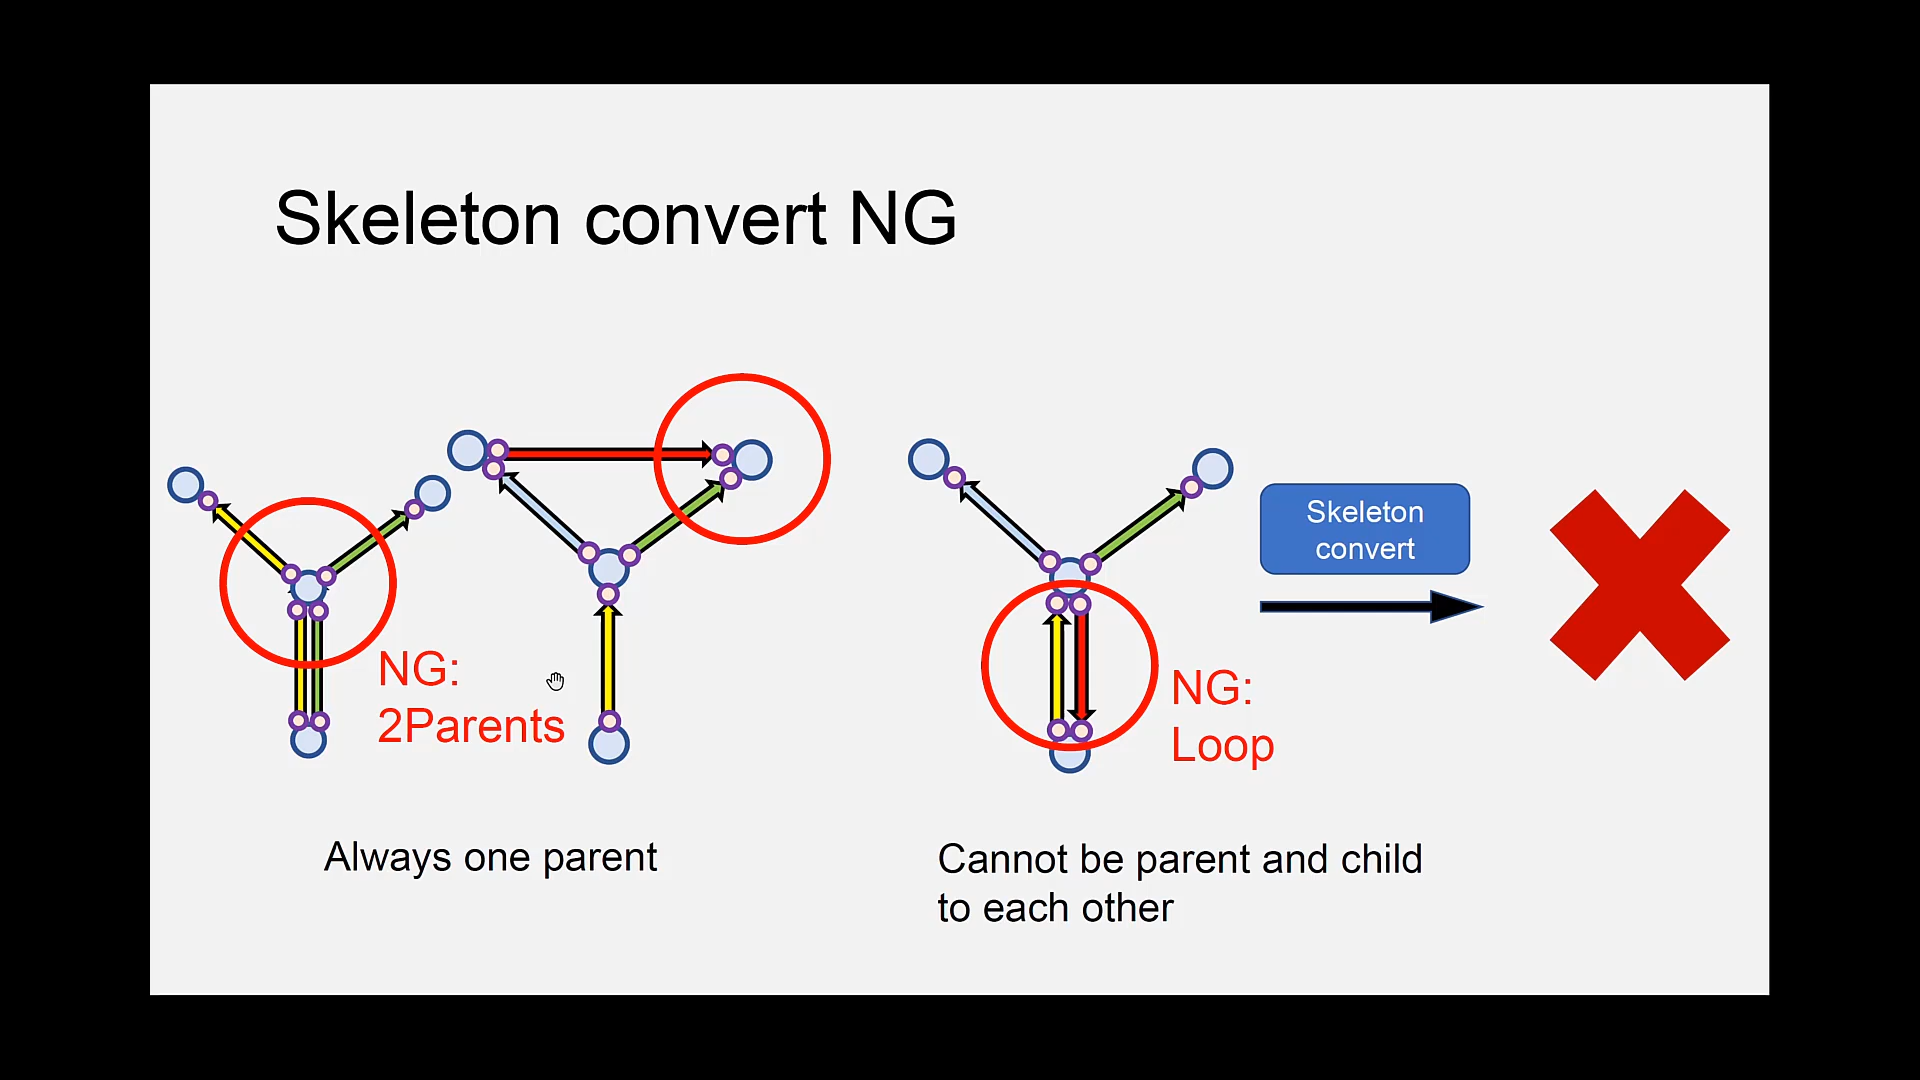 Skeleton convert NG
Skeleton
convert
NG:
2Parents
NG:
Loop
Always one parent
Cannot be parent and child
to each other